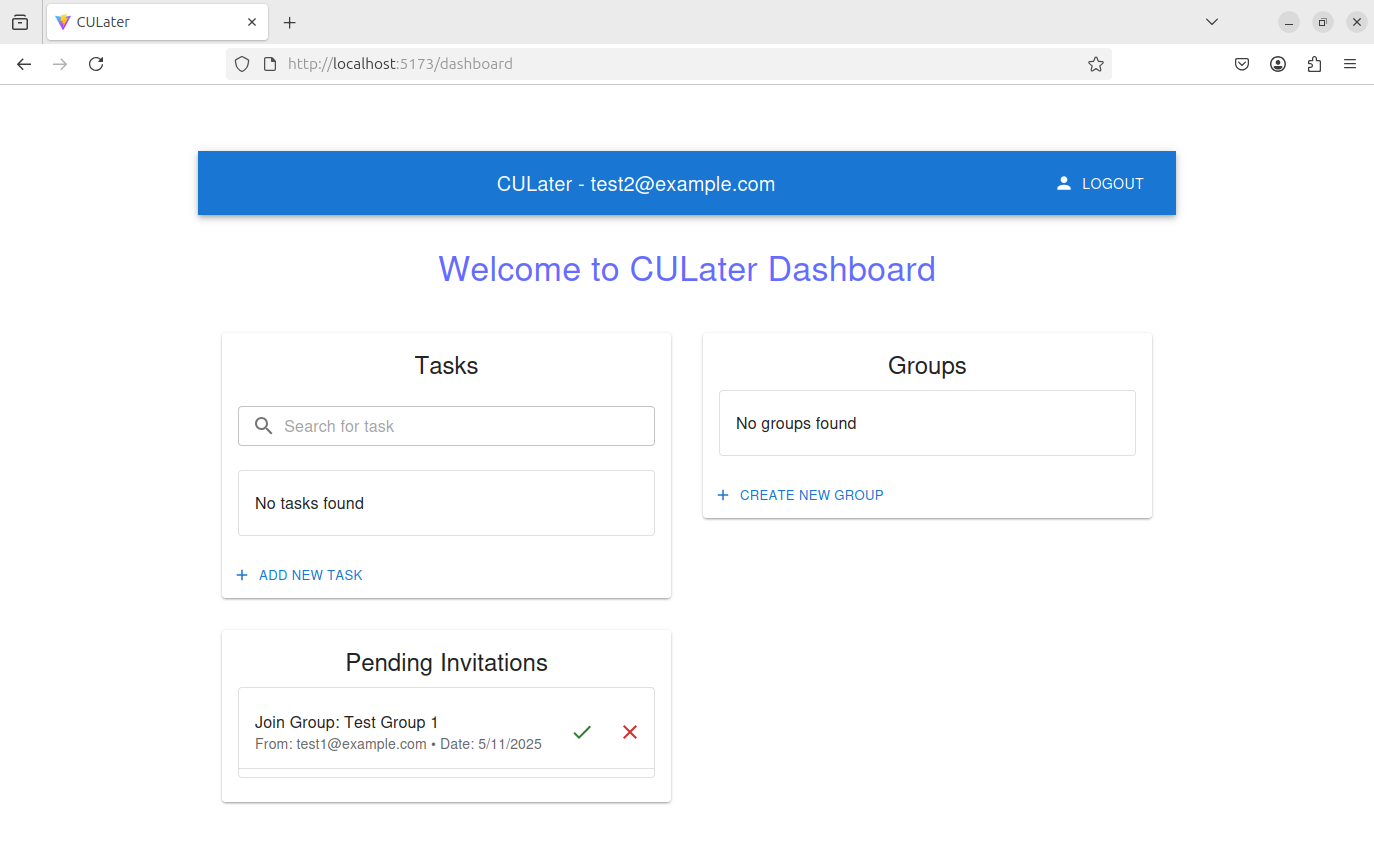 CULater
http://localhost:5173/dashboard
CULater - test2@example.com
LOGOUT
Welcome to CULater Dashboard
Tasks
Search for task
No tasks found
+ ADD NEW TASK
Groups
No groups found
+ CREATE NEW GROUP
Pending Invitations
Join Group: Test Group 1
From: test1@example.com • Date: 5/11/2025